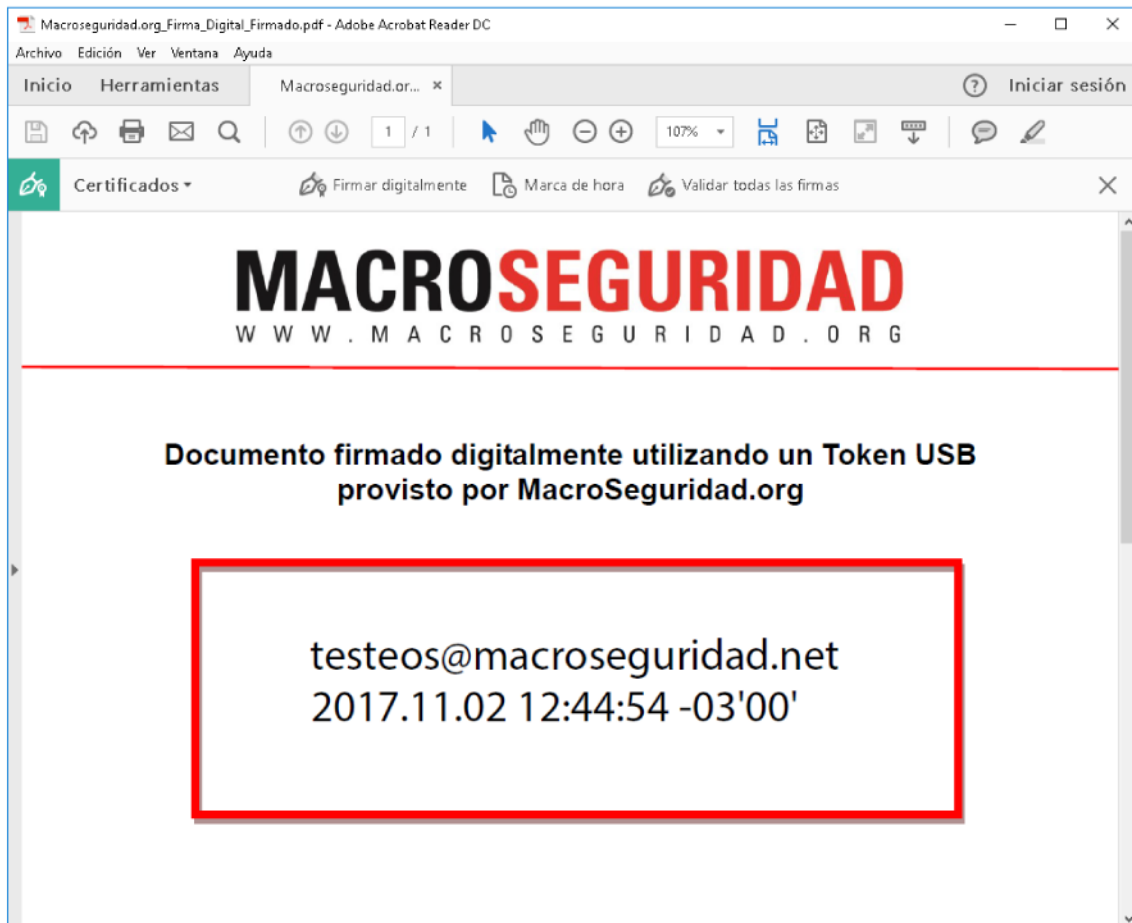 Macroseguridad.org_Firma_Digital_Firmado.pdf - Adobe Acrobat Reader DC
Archivo Edición Ver Ventana Ayuda
Inicio Herramientas Macroseguridad.or... × ? Iniciar sesión
1 / 1 107%
Certificados Firmar digitalmente Marca de hora Validar todas las firmas
MACROSEGURIDAD
WWW.MACROSEGURIDAD.ORG
Documento firmado digitalmente utilizando un Token USB
provisto por MacroSeguridad.org
testeos@macroseguridad.net
2017.11.02 12:44:54 -03'00'